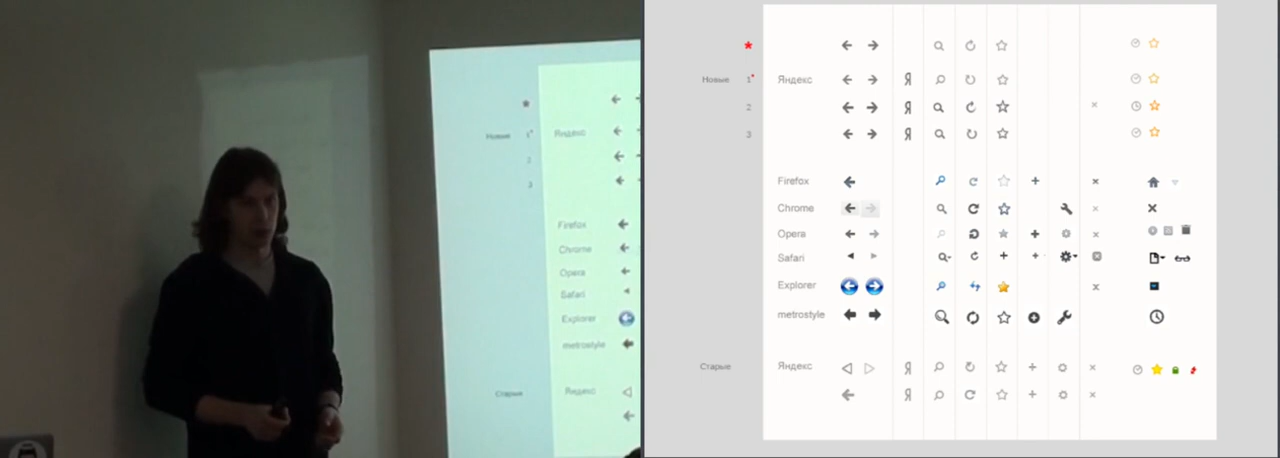 Новые 1 Яндекс
2
3
Firefox
Chrome
Opera
Safari
Explorer
metrostyle
Старые Яндекс
Новые 1* Яндекс Я
2 Я
3 Я
Firefox
Chrome
Opera
Safari
Explorer
metrostyle
Старые Яндекс Я
Я